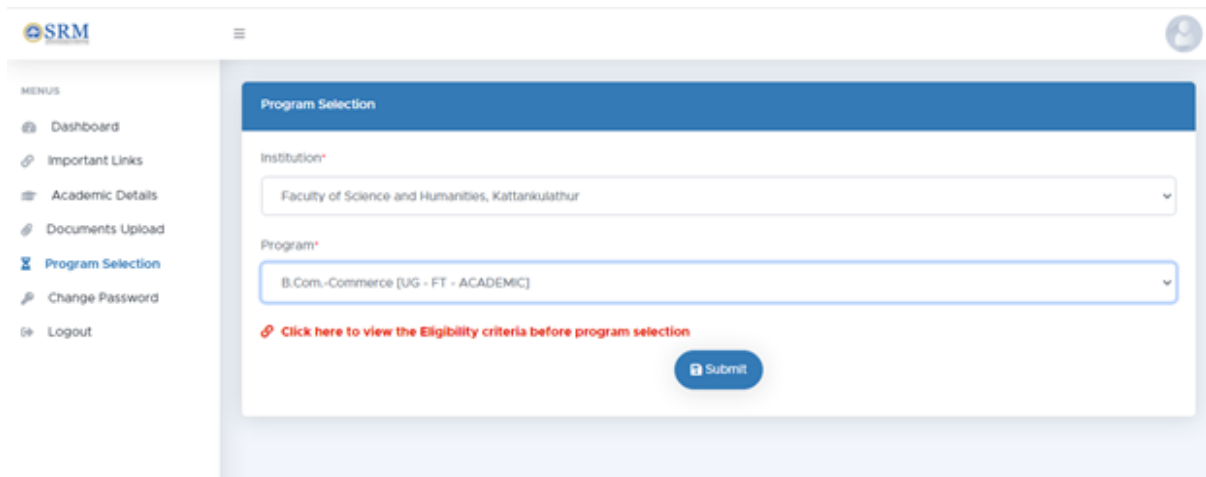 SRM
MENUS
Dashboard
Important Links
Academic Details
Documents Upload
Program Selection
Change Password
Logout
Program Selection
Institution*
Faculty of Science and Humanities, Kattankulathur
Program*
B.Com.-Commerce [UG - FT - ACADEMIC]
Click here to view the Eligibility criteria before program selection
Submit